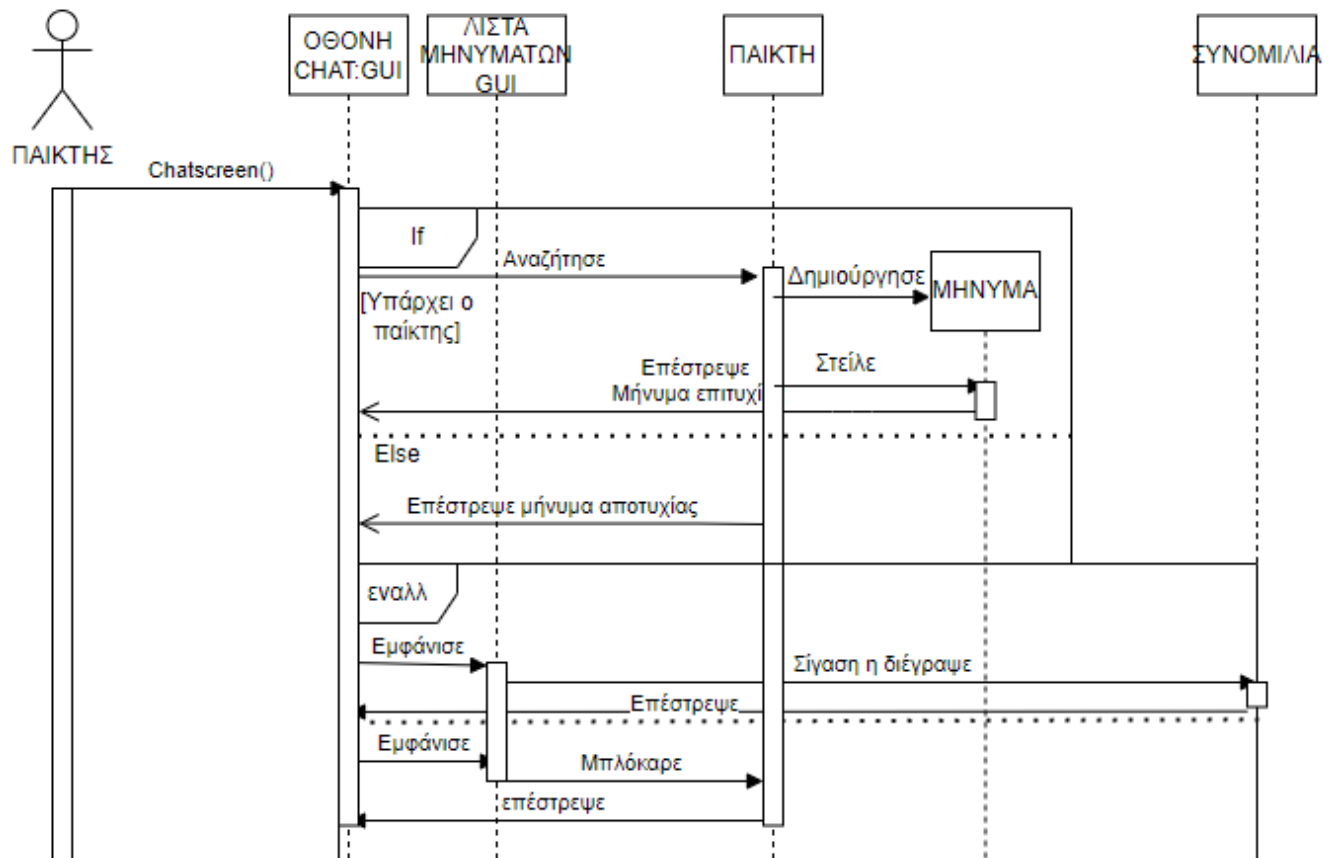 ΟΘΟΝΗ
CHAT:GUI
ΛΙΣΤΑ
ΜΗΝΥΜΑΤΩΝ
GUI
ΠΑΙΚΤΗ
ΣΥΝΟΜΙΛΙΑ
ΠΑΙΚΤΗΣ
Chatscreen()
If
Αναζήτησε
Δημιούργησε
ΜΗΝΥΜΑ
[Υπάρχει ο
παίκτης]
Επέστρεψε
Μήνυμα επιτυχί
Στείλε
Else
Επέστρεψε μήνυμα αποτυχίας
εναλλ
Εμφάνισε
Σίγαση η διέγραψε
Επέστρεψε
Εμφάνισε
Μπλόκαρε
επέστρεψε